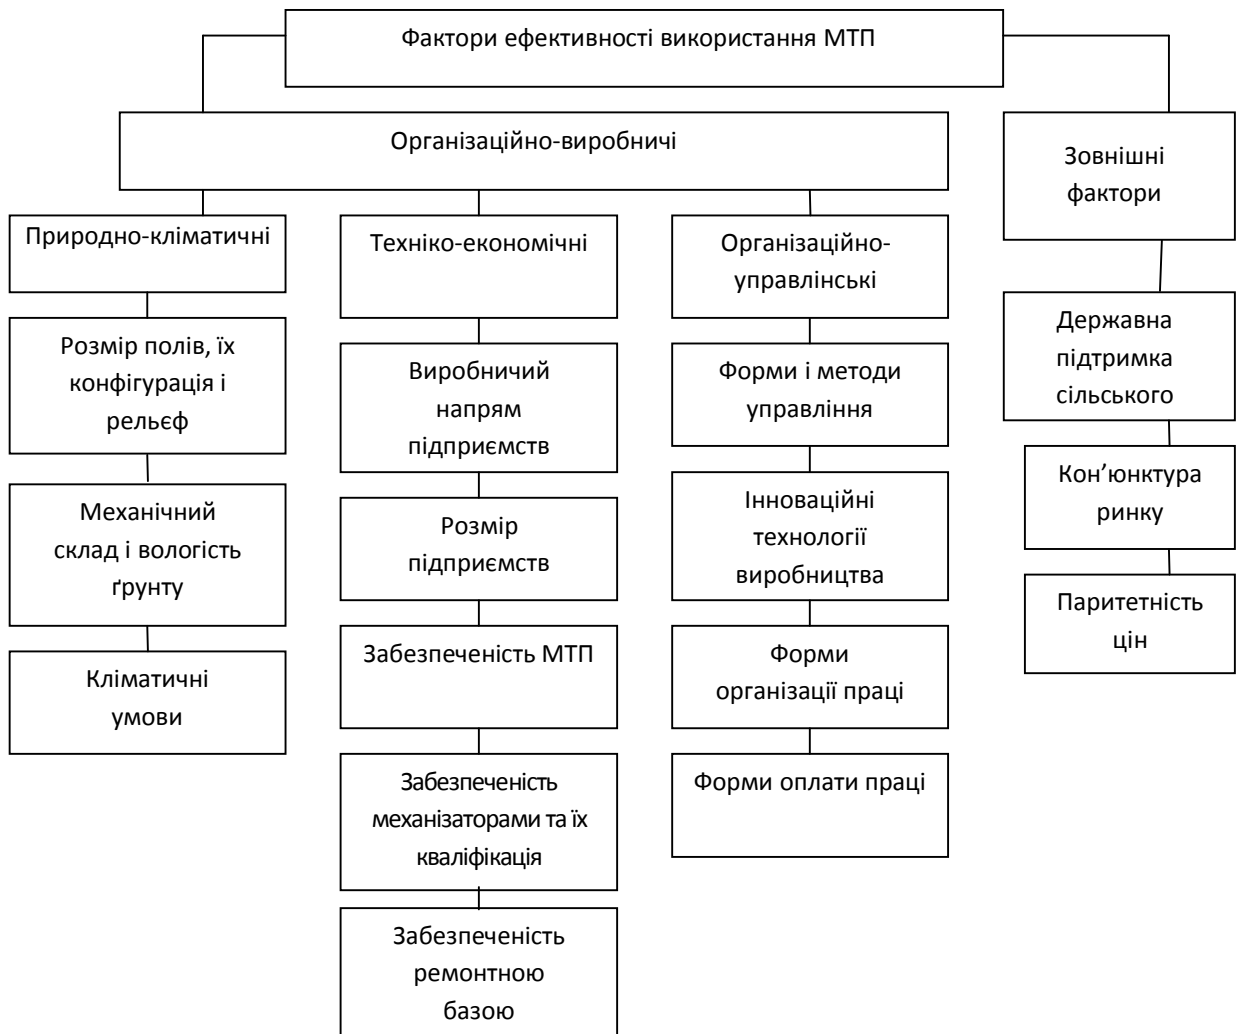 Фактори ефективності використання МТП
Організаційно-виробничі
Зовнішні
фактори
Природно-кліматичні
Розмір полів, їх
конфігурація і
рельєф
Механічний
склад і вологість
ґрунту
Кліматичні
умови
Техніко-економічні
Виробничий
напрям
підприємств
Розмір
підприємств
Забезпеченість МТП
Забезпеченість
механізаторами та їх
кваліфікація
Забезпеченість
ремонтною
базою
Організаційно-
управлінські
Форми і методи
управління
Інноваційні
технології
виробництва
Форми
організації праці
Форми оплати праці
Державна
підтримка
сільського
Кон’юнктура
ринку
Паритетність
цін